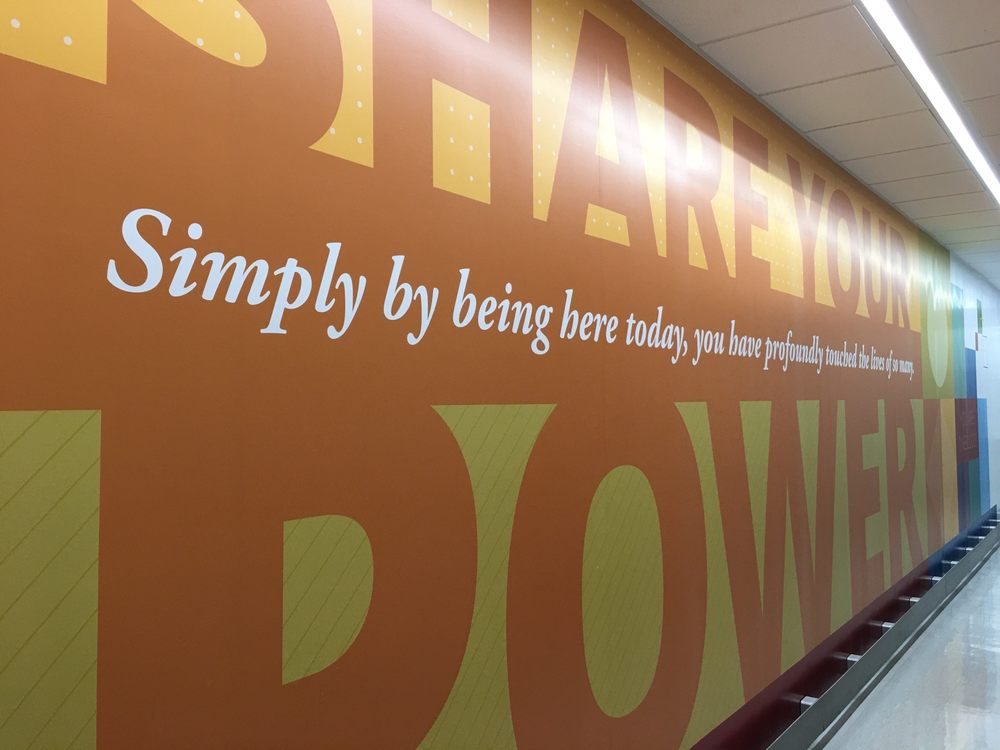 SHARE YOUR
Simply by being here today, you have profoundly touched the lives of so many.
POWER